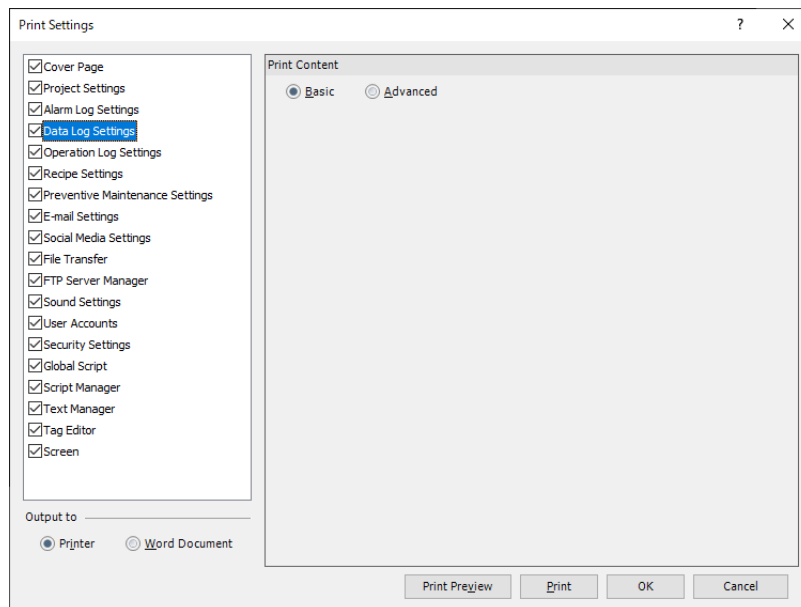 Print Settings
?
Cover Page
Project Settings
Alarm Log Settings
Data Log Settings
Operation Log Settings
Recipe Settings
Preventive Maintenance Settings
E-mail Settings
Social Media Settings
File Transfer
FTP Server Manager
Sound Settings
User Accounts
Security Settings
Global Script
Script Manager
Text Manager
Tag Editor
Screen
Output to
Printer Word Document
Print Content
Basic Advanced
Print Preview Print OK Cancel